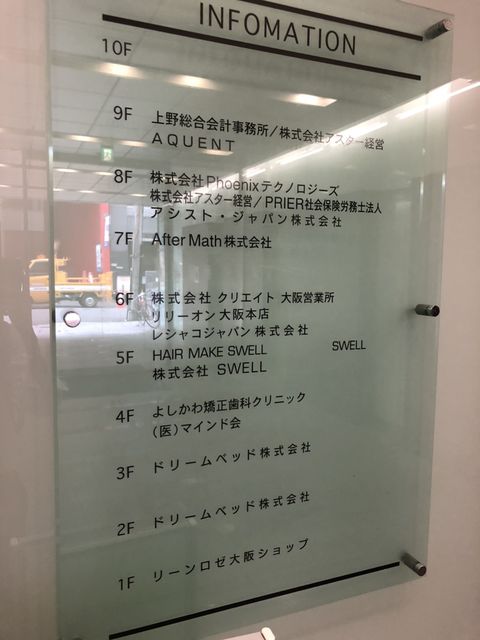 INFOMATION
10F
9F 上野総合会計事務所／株式会社アスター経営
AQUENT
8F 株式会社Phoenixテクノロジーズ
株式会社アスター経営／PRIER社会保険労務士法人
アシスト・ジャパン株式会社
7F After Math株式会社
6F 株式会社 クリエイト 大阪営業所
リリーオン大阪本店
レシャコジャパン株式会社
5F HAIR MAKE SWELL SWELL
株式会社 SWELL
4F よしかわ矯正歯科クリニック
（医）マインド会
3F ドリームベッド株式会社
2F ドリームベッド株式会社
1F リーンロゼ大阪ショップ